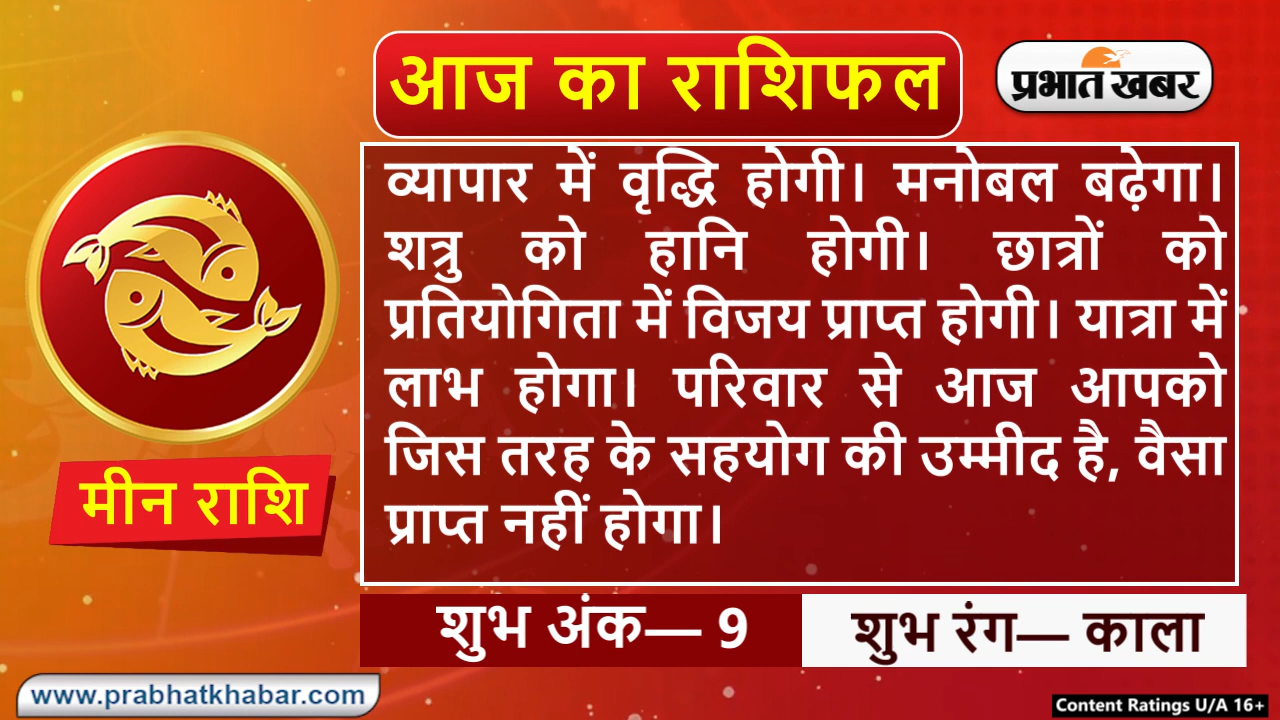 आज का राशिफल
प्रभात खबर
व्यापार में वृद्धि होगी। मनोबल बढ़ेगा।
शत्रु को हानि होगी। छात्रों को
प्रतियोगिता में विजय प्राप्त होगी। यात्रा में
लाभ होगा। परिवार से आज आपको
जिस तरह के सहयोग की उम्मीद है, वैसा
प्राप्त नहीं होगा।
मीन राशि
शुभ अंक— 9
शुभ रंग— काला
www.prabhatkhabar.com
Content Ratings U/A 16+